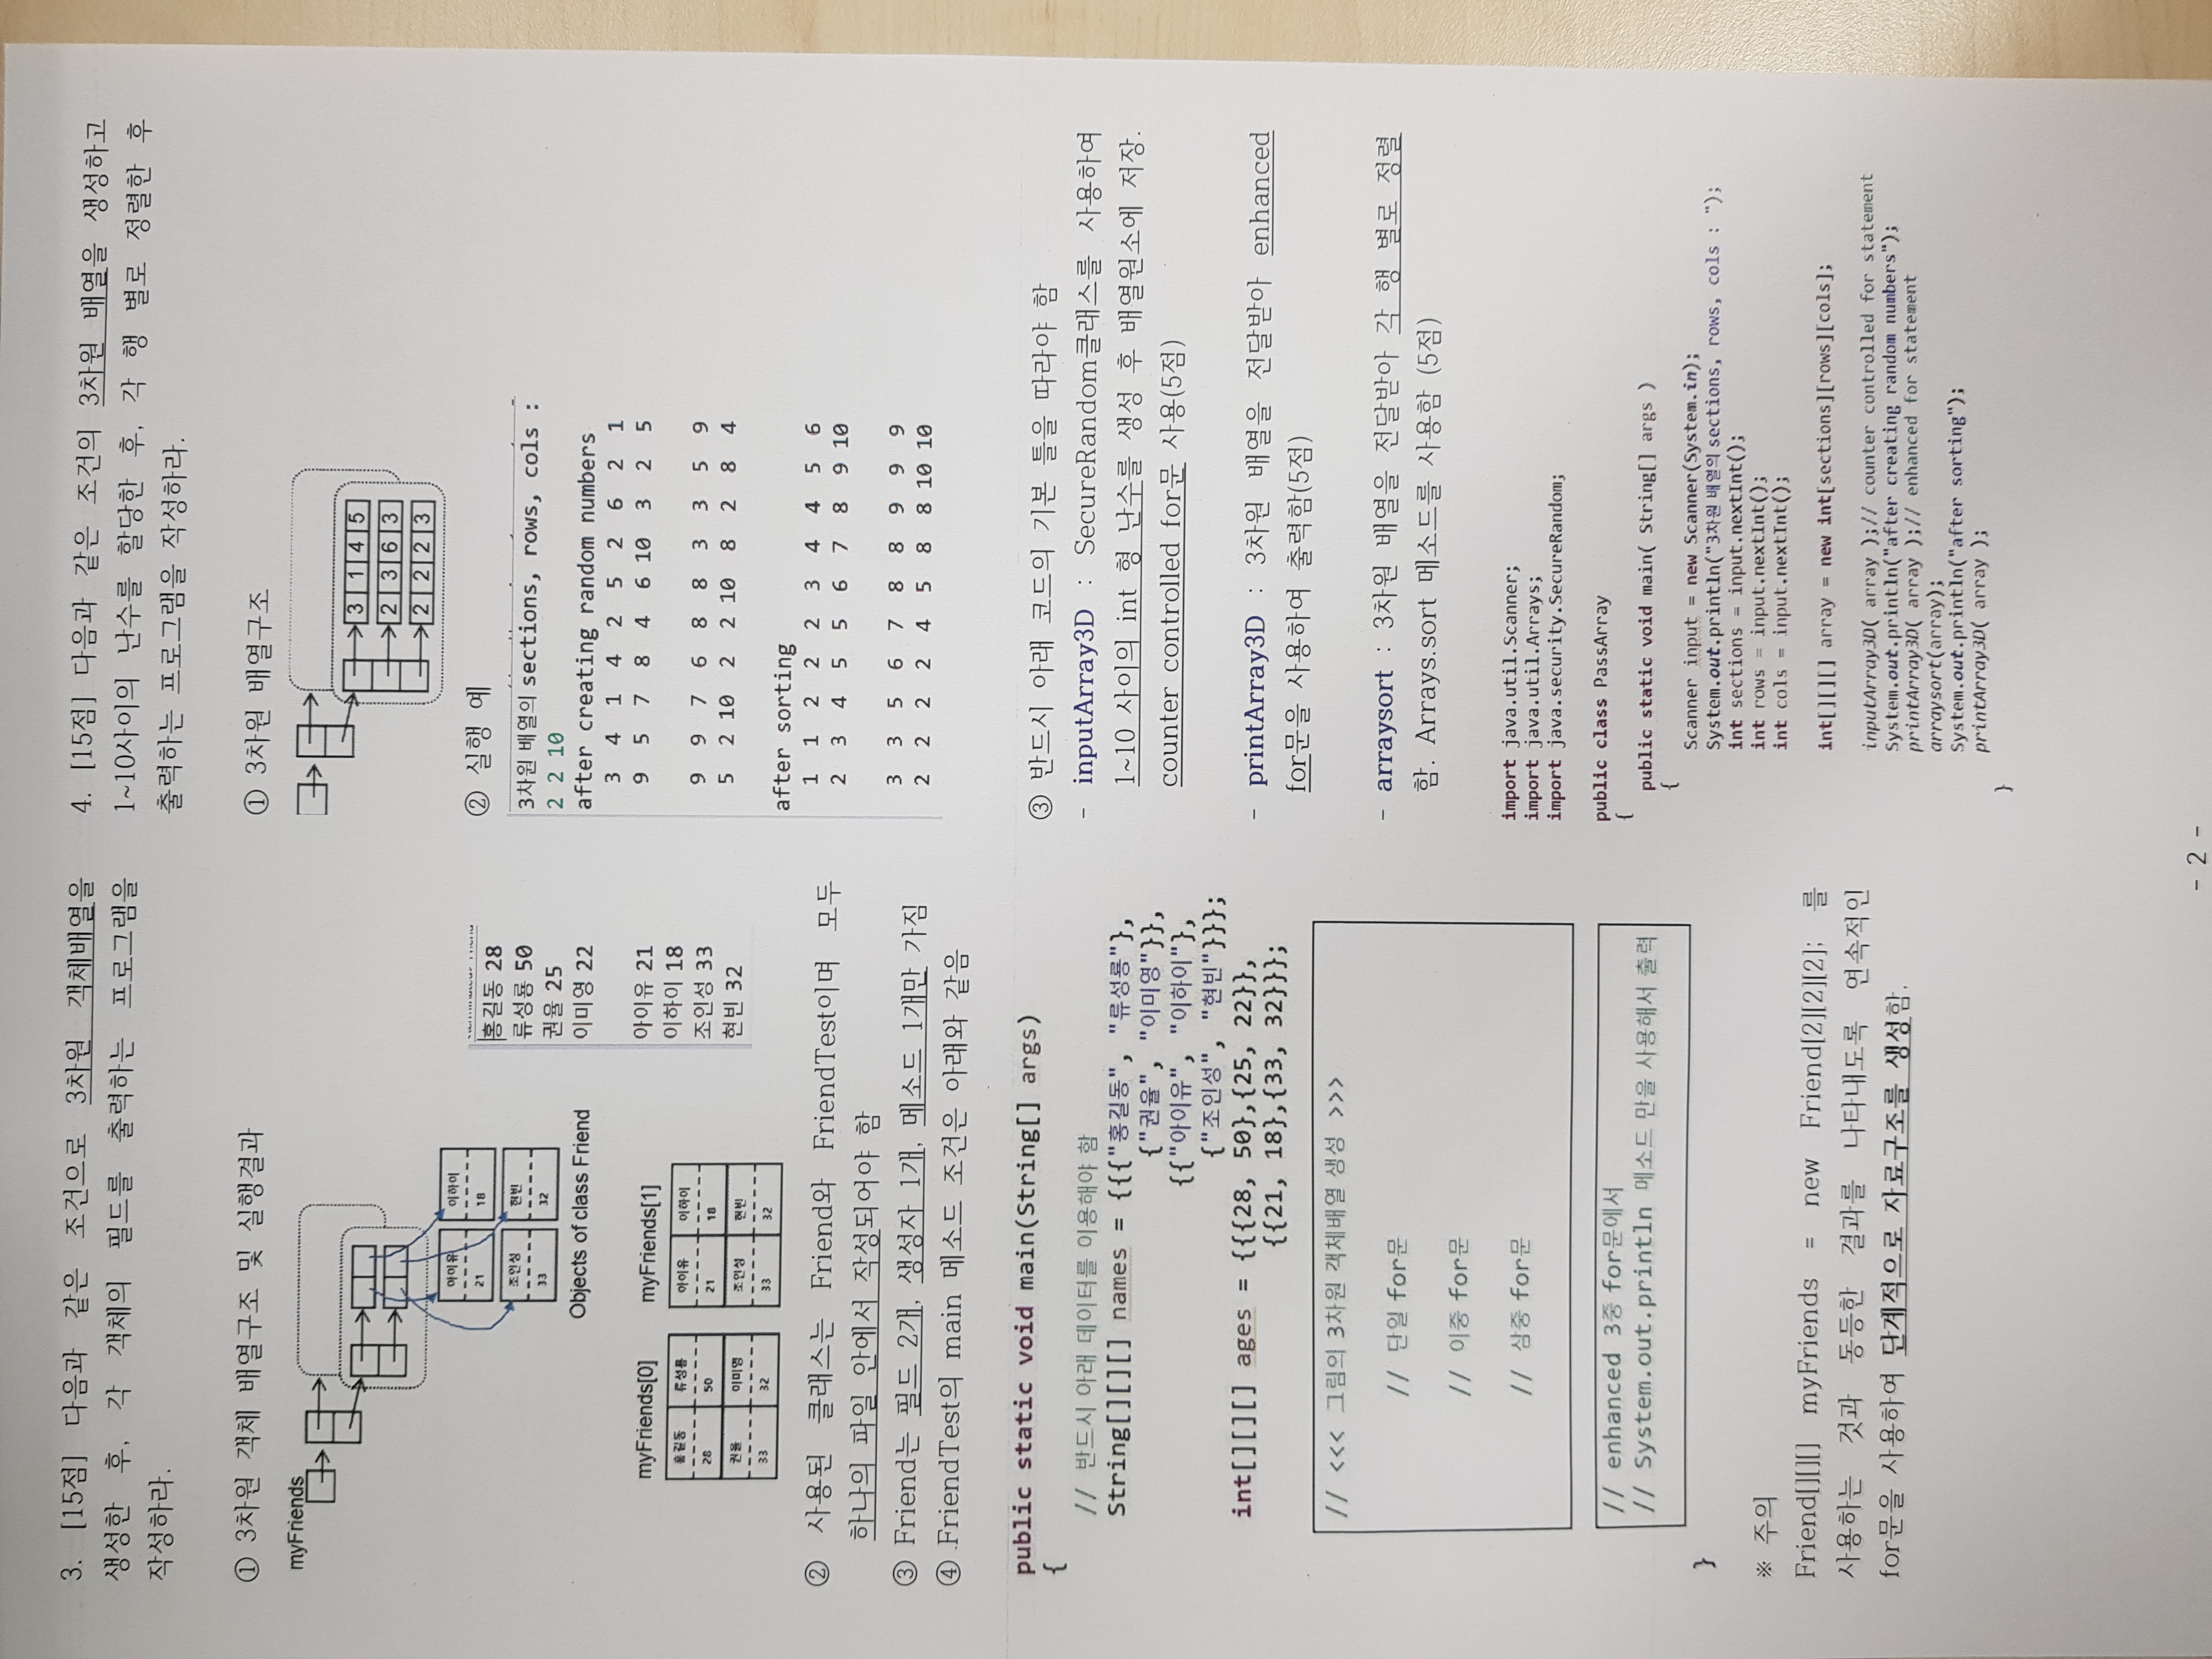 3. [15점] 다음과 같은 조건으로 3차원 객체배열을
생성한 후, 각 객체의 필드를 출력하는 프로그램을
작성하라.
① 3차원 객체 배열구조 및 실행결과
myFriends
아이유
21
이하이
18
조인성
33
현빈
32
Objects of class Friend
홍길동 28
류성룡 50
권율 25
이미영 22
아이유 21
이하이 18
조인성 33
현빈 32
myFriends[0]
홍길동 류성룡
28 50
권율 이미영
33 32
myFriends[1]
아이유 이하이
21 18
조인성 현빈
33 32
② 사용된 클래스는 Friend와 FriendTest이며 모두
하나의 파일 안에서 작성되어야 함
③ Friend는 필드 2개, 생성자 1개, 메소드 1개만 가짐
④ .FriendTest의 main 메소드 조건은 아래와 같음
public static void main(String[] args)
{
// 반드시 아래 데이터를 이용해야 함
String[][][] names = {{{"홍길동", "류성룡"},
{"권율", "이미영"}},
{{"아이유", "이하이"},
{"조인성", "현빈"}}};
int[][][] ages = {{{28, 50},{25, 22}},
{{21, 18},{33, 32}}};
// <<< 그림의 3차원 객체배열 생성 >>>
// 단일 for문
// 이중 for문
// 삼중 for문
// enhanced 3중 for문에서
// System.out.println 메소드 만을 사용해서 출력
}
※ 주의
Friend[][][] myFriends = new Friend[2][2][2]; 를
사용하는 것과 동등한 결과를 나타내도록 연속적인
for문을 사용하여 단계적으로 자료구조를 생성함.
4. [15점] 다음과 같은 조건의 3차원 배열을 생성하고
1~10사이의 난수를 할당한 후, 각 행 별로 정렬한 후
출력하는 프로그램을 작성하라.
① 3차원 배열구조
3 1 4 5
2 3 6 3
2 2 2 3
② 실행 예
3차원 배열의 sections, rows, cols :
2 2 10
after creating random numbers
3 4 1 4 2 5 2 6 2 1
9 5 7 8 4 6 10 3 2 5
9 9 7 6 8 8 3 3 5 9
5 2 10 2 2 10 8 2 8 4
after sorting
1 1 2 2 2 3 4 4 5 6
2 3 4 5 5 6 7 8 9 10
3 3 5 6 7 8 8 9 9 9
2 2 2 2 4 5 8 8 10 10
③ 반드시 아래 코드의 기본 틀을 따라야 함
- inputArray3D : SecureRandom클래스를 사용하여
1~10 사이의 int 형 난수를 생성 후 배열원소에 저장.
counter controlled for문 사용(5점)
- printArray3D : 3차원 배열을 전달받아 enhanced
for문을 사용하여 출력함(5점)
- arraysort : 3차원 배열을 전달받아 각 행 별로 정렬
함. Arrays.sort 메소드를 사용함 (5점)
import java.util.Scanner;
import java.util.Arrays;
import java.security.SecureRandom;
public class PassArray
{
public static void main( String[] args )
{
Scanner input = new Scanner(System.in);
System.out.println("3차원 배열의 sections, rows, cols : ");
int sections = input.nextInt();
int rows = input.nextInt();
int cols = input.nextInt();
int[][][] array = new int[sections][rows][cols];
inputArray3D( array );// counter controlled for statement
System.out.println("after creating random numbers");
printArray3D( array );// enhanced for statement
arraysort(array);
System.out.println("after sorting");
printArray3D( array );
}
- 2 -